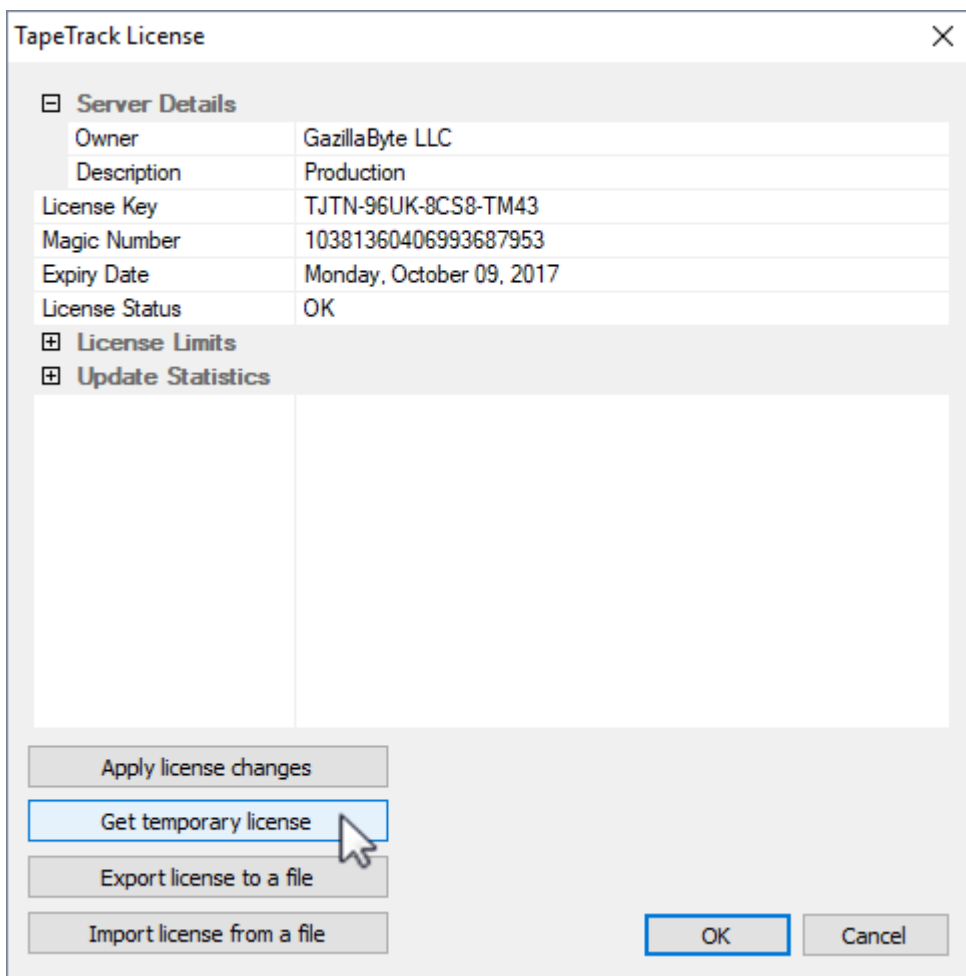 TapeTrack License
Server Details
Owner GazillaByte LLC
Description Production
License Key TJTN-96UK-8CS8-TM43
Magic Number 10381360406993687953
Expiry Date Monday, October 09, 2017
License Status OK
License Limits
Update Statistics
Apply license changes
Get temporary license
Export license to a file
Import license from a file
OK Cancel